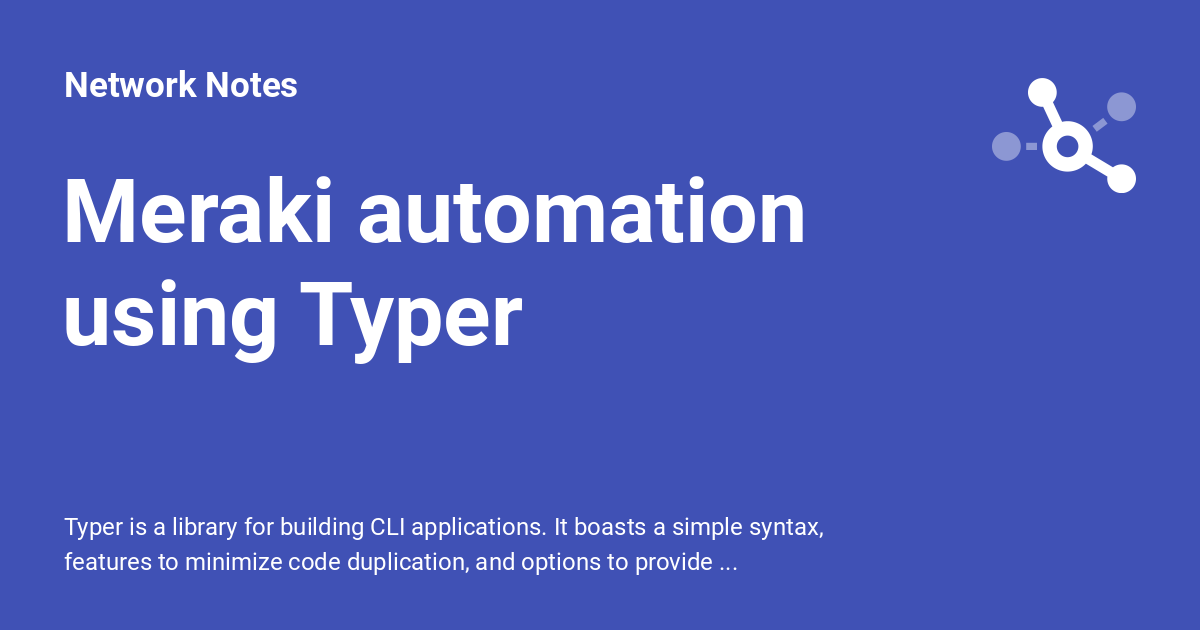 Network Notes
Meraki automation
using Typer
Typer is a library for building CLI applications. It boasts a simple syntax,
features to minimize code duplication, and options to provide ...